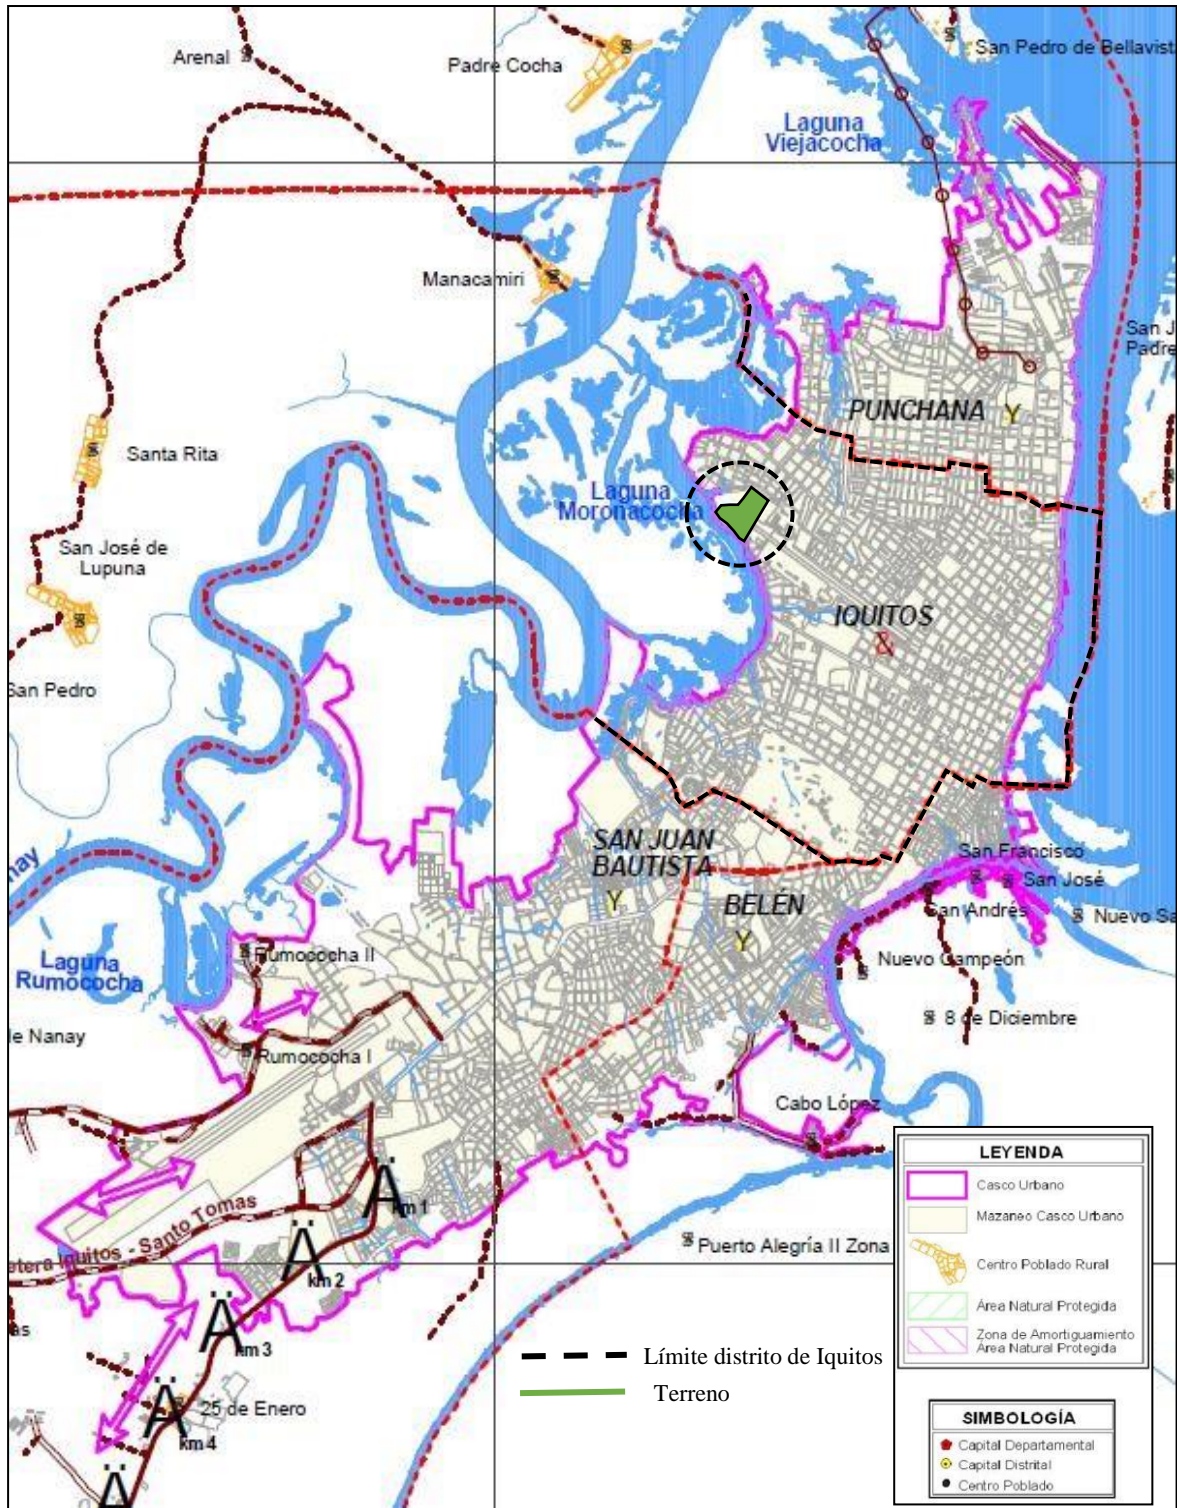 Arenal
Padre Cocha
San Pedro de Bellavist
Laguna
Viejacocha
Manacamiri
San J
Padre
PUNCHANA
Y
Santa Rita
Laguna
Moronacocha
San José de
Lupuna
IQUITOS
&
San Pedro
SAN JUAN
BAUTISTA
Y
BELÉN
Y
San Francisco
San José
San Andrés
Nuevo Sa
nay
Laguna
Rumococha
Rumococha II
Nuevo Campeón
8 de Diciembre
de Nanay
Rumococha I
Cabo López
Ä
km 1
etera Iquitos - Santo Tomas
Ä
km 2
Puerto Alegría II Zona
Ä
km 3
as
Ä
km 4
25 de Enero
Ä
Límite distrito de Iquitos
Terreno
LEYENDA
Casco Urbano
Mazaneo Casco Urbano
Centro Poblado Rural
Área Natural Protegida
Zona de Amortiguamiento
Area Natural Protegida
SIMBOLOGÍA
Capital Departamental
Capital Distrital
Centro Poblado